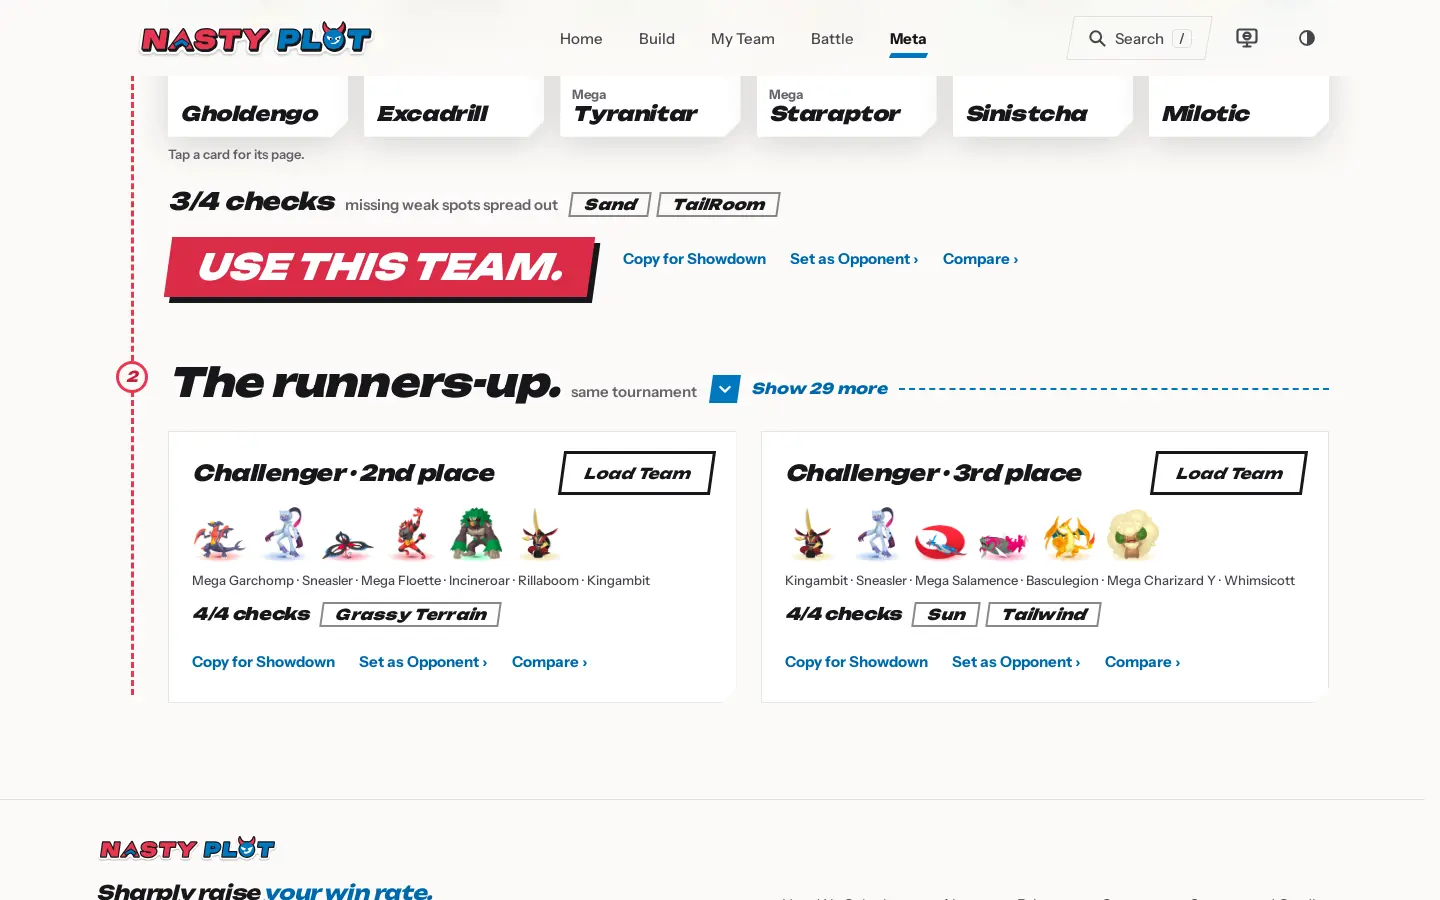 NASTY PLOT
Home Build My Team Battle Meta
Search /
Gholdengo
Excadrill
Mega
Tyranitar
Mega
Staraptor
Sinistcha
Milotic
Tap a card for its page.
3/4 checks missing weak spots spread out Sand TailRoom
USE THIS TEAM. Copy for Showdown Set as Opponent › Compare ›
2 The runners-up. same tournament Show 29 more
Challenger · 2nd place Load Team
Mega Garchomp · Sneasler · Mega Floette · Incineroar · Rillaboom · Kingambit
4/4 checks Grassy Terrain
Copy for Showdown Set as Opponent › Compare ›
Challenger · 3rd place Load Team
Kingambit · Sneasler · Mega Salamence · Basculegion · Mega Charizard Y · Whimsicott
4/4 checks Sun Tailwind
Copy for Showdown Set as Opponent › Compare ›
NASTY PLOT
Sharply raise your win rate.